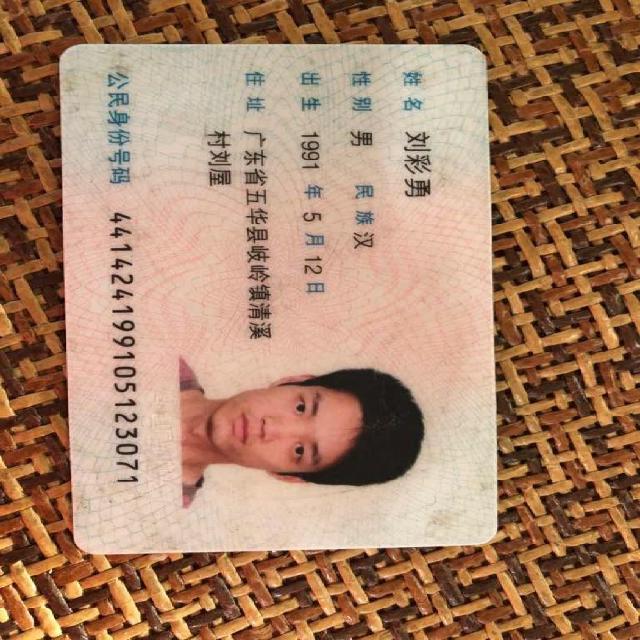 姓名 刘彩勇
性别 男 民族 汉
出生 1991 年 5 月 12 日
住址 广东省五华县岐岭镇清溪
村刘屋
公民身份号码 441424199105123071